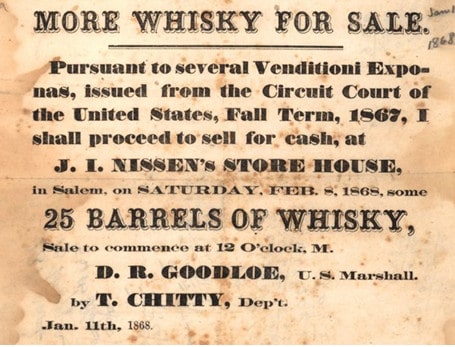 MORE WHISKY FOR SALE.
Pursuant to several Venditioni Expo-
nas, issued from the Circuit Court of
the United States, Fall Term, 1867, I
shall proceed to sell for cash, at
J. I. NISSEN'S STORE HOUSE,
in Salem, on SATURDAY, FEB. 8, 1868, some
25 BARRELS OF WHISKY,
Sale to commence at 12 O'clock, M.
D. R. GOODLOE, U. S. Marshall.
by T. CHITTY, Dep't.
Jan. 11th, 1868.
1868